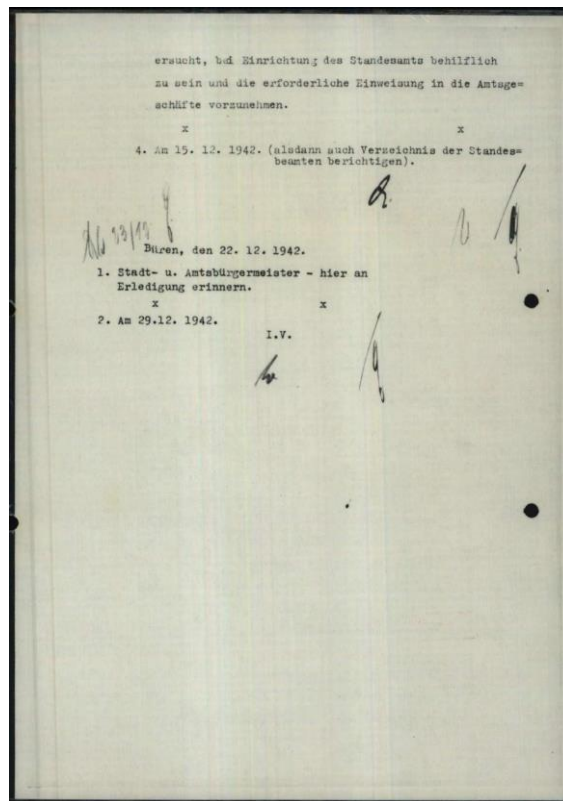 ersucht, bei Einrichtung des Standesamts behilflich
zu sein und die erforderliche Einweisung in die Amtsge=
schäfte vorzunehmen.
x x
4. Am 15. 12. 1942. (alsdann auch Verzeichnis der Standes=
beamten berichtigen).
23/12
Büren, den 22. 12. 1942.
1. Stadt- u. Amtsbürgermeister - hier an
Erledigung erinnern.
x x
2. Am 29.12. 1942.
I.V.